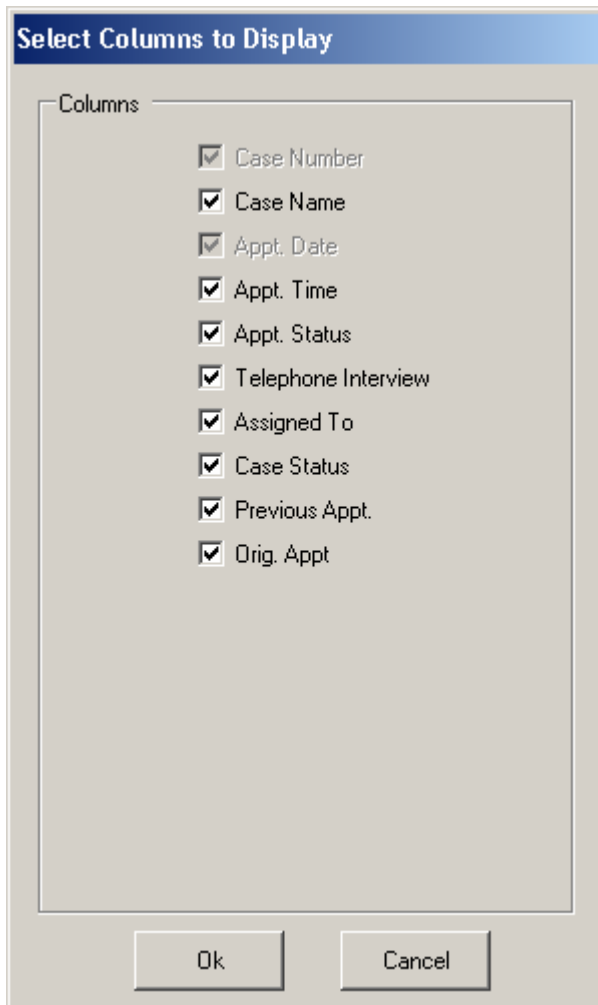 Select Columns to Display
Columns
Case Number
Case Name
Appt. Date
Appt. Time
Appt. Status
Telephone Interview
Assigned To
Case Status
Previous Appt.
Orig. Appt
Ok Cancel